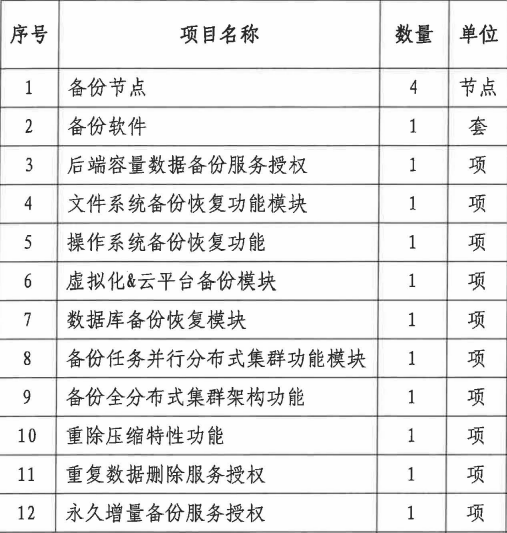 序号 项目名称 数量 单位
1 备份节点 4 节点
2 备份软件 1 套
3 后端容量数据备份服务授权 1 项
4 文件系统备份恢复功能模块 1 项
5 操作系统备份恢复功能 1 项
6 虚拟化&云平台备份模块 1 项
7 数据库备份恢复模块 1 项
8 备份任务并行分布式集群功能模块 1 项
9 备份全分布式集群架构功能 1 项
10 重除压缩特性功能 1 项
11 重复数据删除服务授权 1 项
12 永久增量备份服务授权 1 项